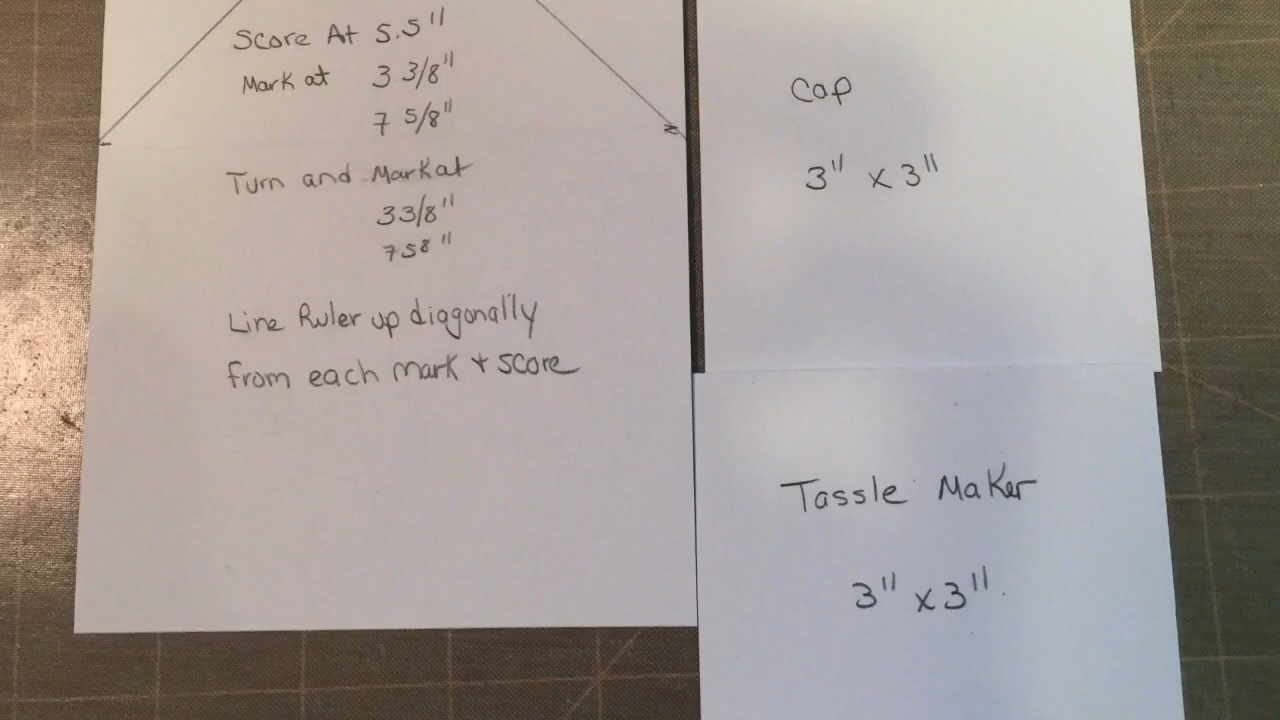 Score At 5.5"
Mark at 3 3/8"
7 5/8"
Turn and Mark at
3 3/8"
7 5 8"
Line Ruler up diagonally
from each mark + score
Cap
3" x 3"
Tassle Maker
3" x 3"